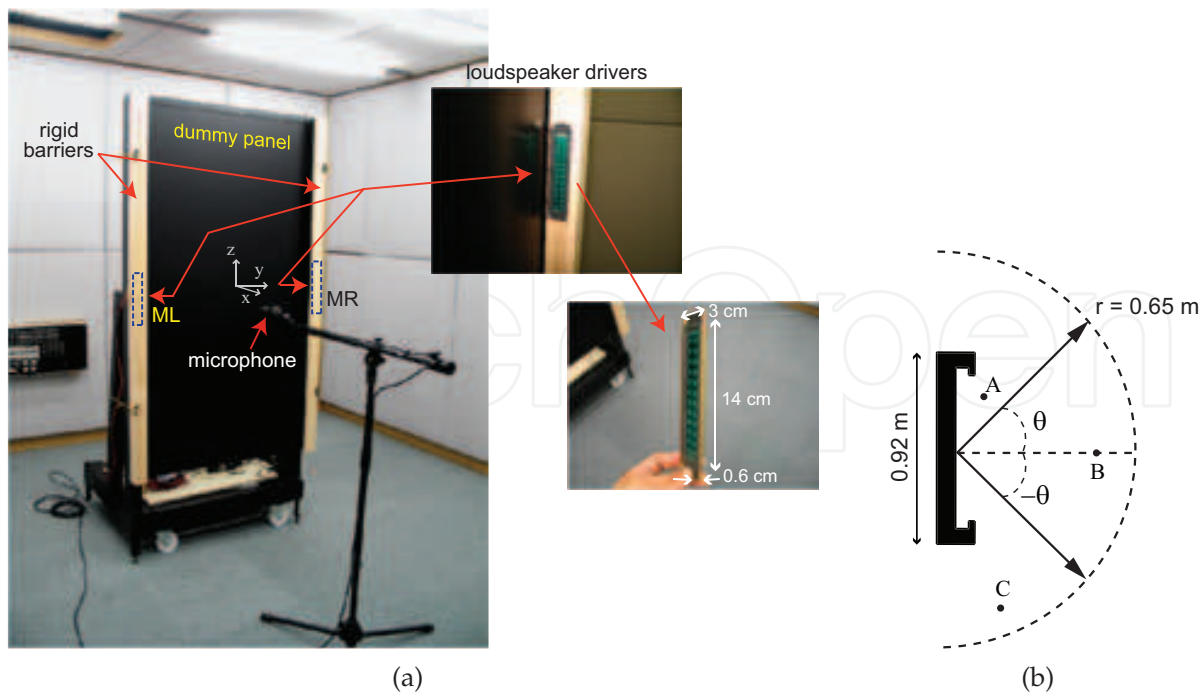 loudspeaker drivers
dummy panel
rigid
barriers
z
y
x
ML
MR
microphone
3 cm
14 cm
0.6 cm
r = 0.65 m
A
θ
0.92 m
B
−θ
C
(a)
(b)